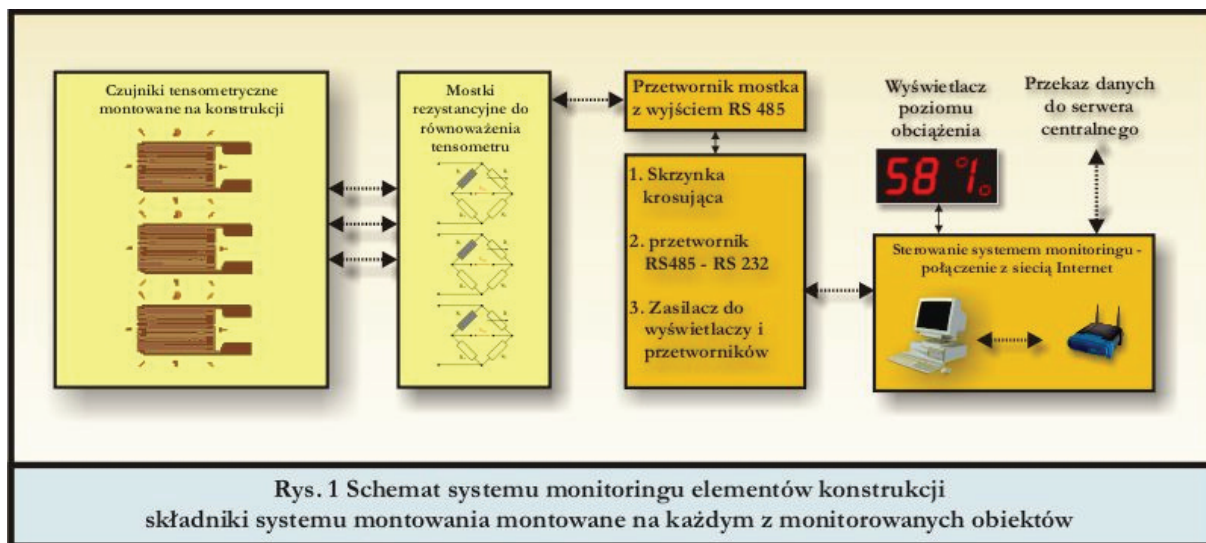 Czujniki tensometryczne
montowane na konstrukcji
Mostki
rezystancyjne do
równoważenia
tensometru
Przetwornik mostka
z wyjściem RS 485
1. Skrzynka
krosująca
2. przetwornik
RS485 - RS 232
3. Zasilacz do
wyświetlaczy i
przetworników
Wyświetlacz
poziomu
obciążenia
58 %
Przekaz danych
do serwera
centralnego
Sterowanie systemem monitoringu -
połączenie z siecią Internet
Rys. 1 Schemat systemu monitoringu elementów konstrukcji
składniki systemu montowania montowane na każdym z monitorowanych obiektów